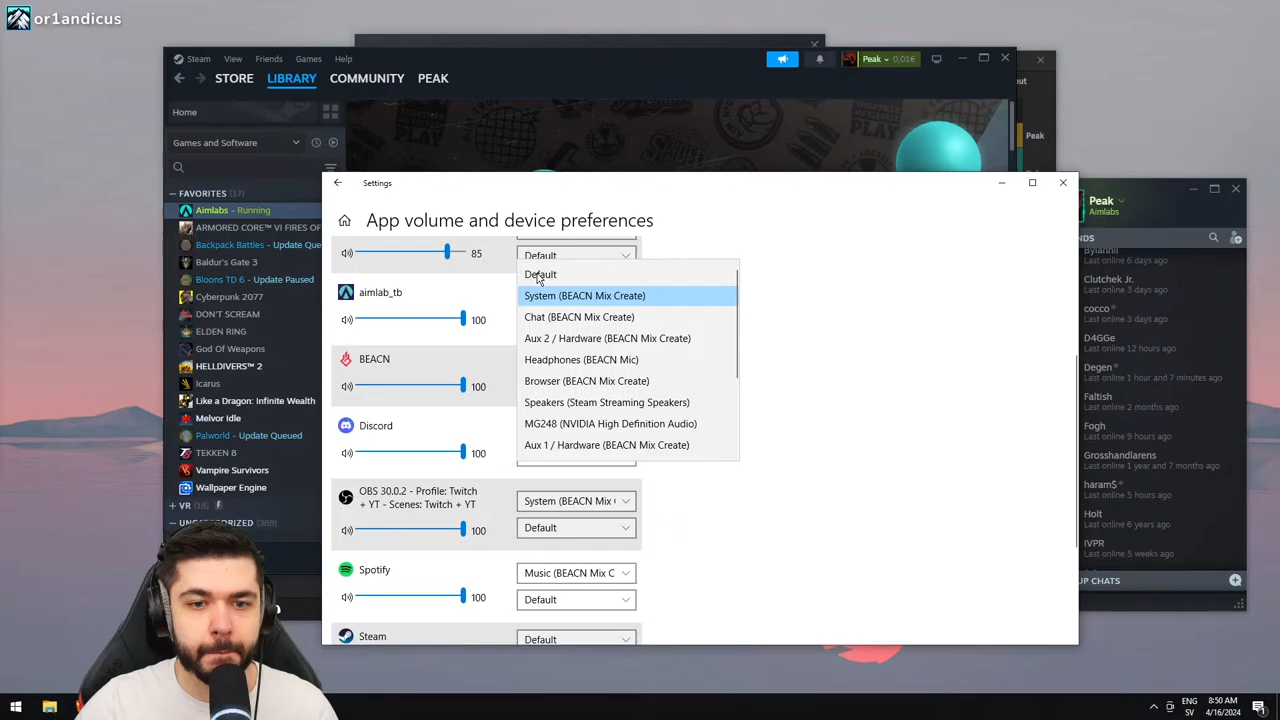 or1andicus
Steam View Friends Games Help
Peak 0,01€
STORE LIBRARY COMMUNITY PEAK
Home
Games and Software
FAVORITES (17)
Aimlabs - Running
ARMORED CORE™ VI FIRES OF
Backpack Battles - Update Queue
Baldur's Gate 3
Bloons TD 6 - Update Paused
Cyberpunk 2077
DON'T SCREAM
ELDEN RING
God Of Weapons
HELLDIVERS™ 2
Icarus
Like a Dragon: Infinite Wealth
Melvor Idle
Palworld - Update Queued
TEKKEN 8
Vampire Survivors
Wallpaper Engine
VR (18)
UNCATEGORIZED (389)
Settings
App volume and device preferences
85
Default
aimlab_tb
100
BEACN
100
Discord
100
OBS 30.0.2 - Profile: Twitch
+ YT - Scenes: Twitch + YT
100
System (BEACN Mix
Default
Spotify
100
Music (BEACN Mix C
Default
Steam
Default
Default
System (BEACN Mix Create)
Chat (BEACN Mix Create)
Aux 2 / Hardware (BEACN Mix Create)
Headphones (BEACN Mic)
Browser (BEACN Mix Create)
Speakers (Steam Streaming Speakers)
MG248 (NVIDIA High Definition Audio)
Aux 1 / Hardware (BEACN Mix Create)
out
Peak
Peak
Aimlabs
NDS
Last online 6 days ago
Clutchek Jr.
Last online 3 days ago
cocco*
Last online 3 days ago
D4GGe
Last online 12 hours ago
Degen*
Last online 1 hour and 7 minutes ago
Faltish
Last online 2 months ago
Fogh
Last online 9 hours ago
Grosshandlarens
Last online 1 year and 7 months ago
haram$*
Last online 5 months ago
Holt
Last online 6 years ago
IVPR
Last online 5 weeks ago
UP CHATS
ENG
SV
8:50 AM
4/16/2024